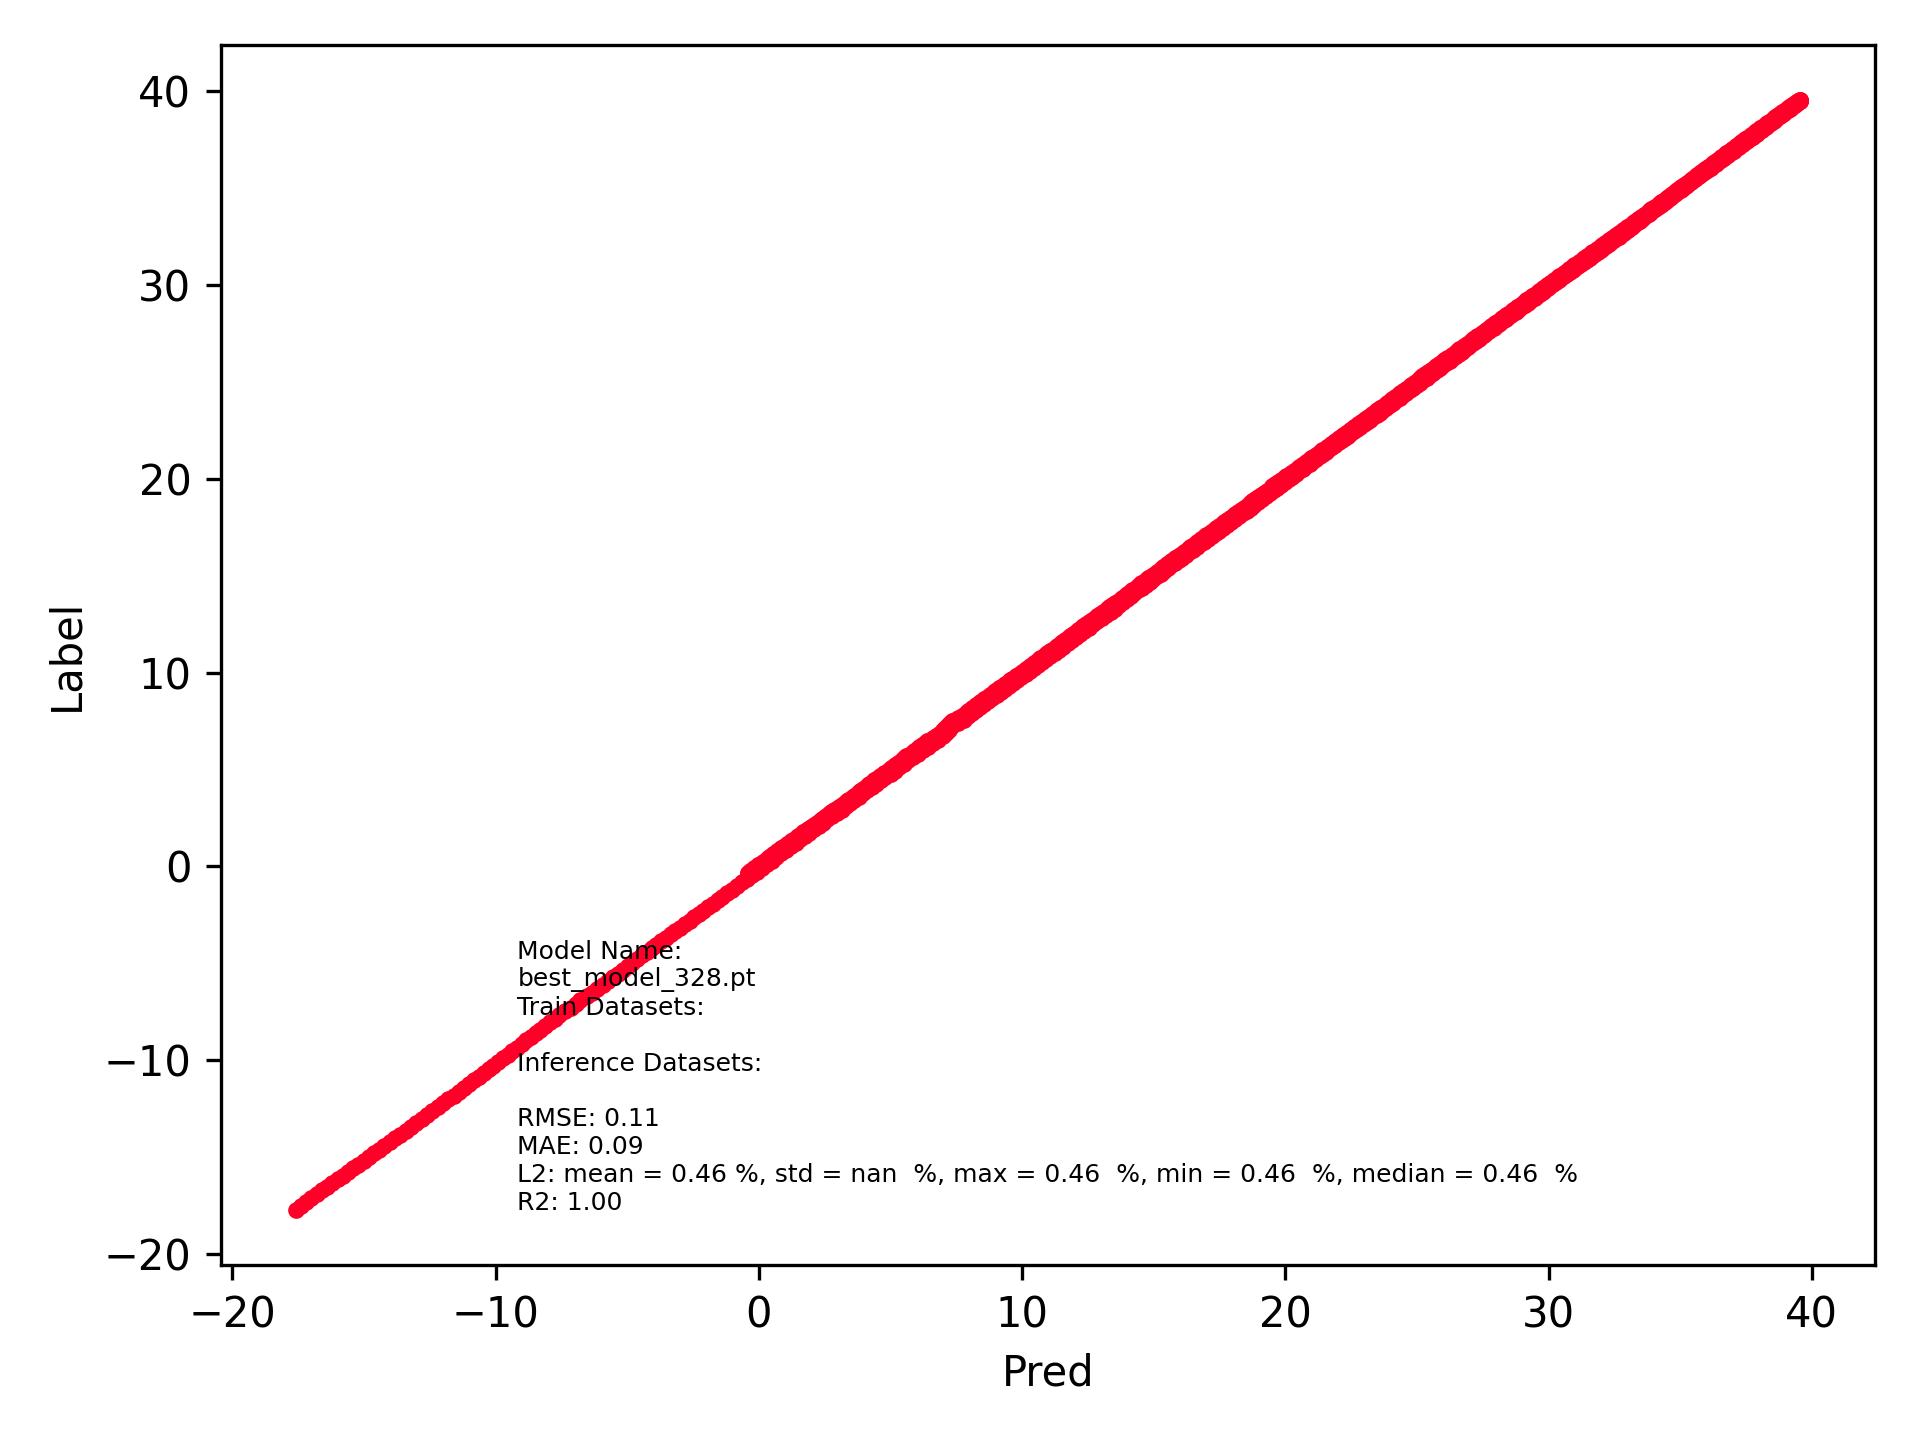 40
30
20
10
0
−10
−20
Label
Model Name:
best_model_328.pt
Train Datasets:
Inference Datasets:
RMSE: 0.11
MAE: 0.09
L2: mean = 0.46 %, std = nan  %, max = 0.46  %, min = 0.46  %, median = 0.46  %
R2: 1.00
−20 −10 0 10 20 30 40
Pred